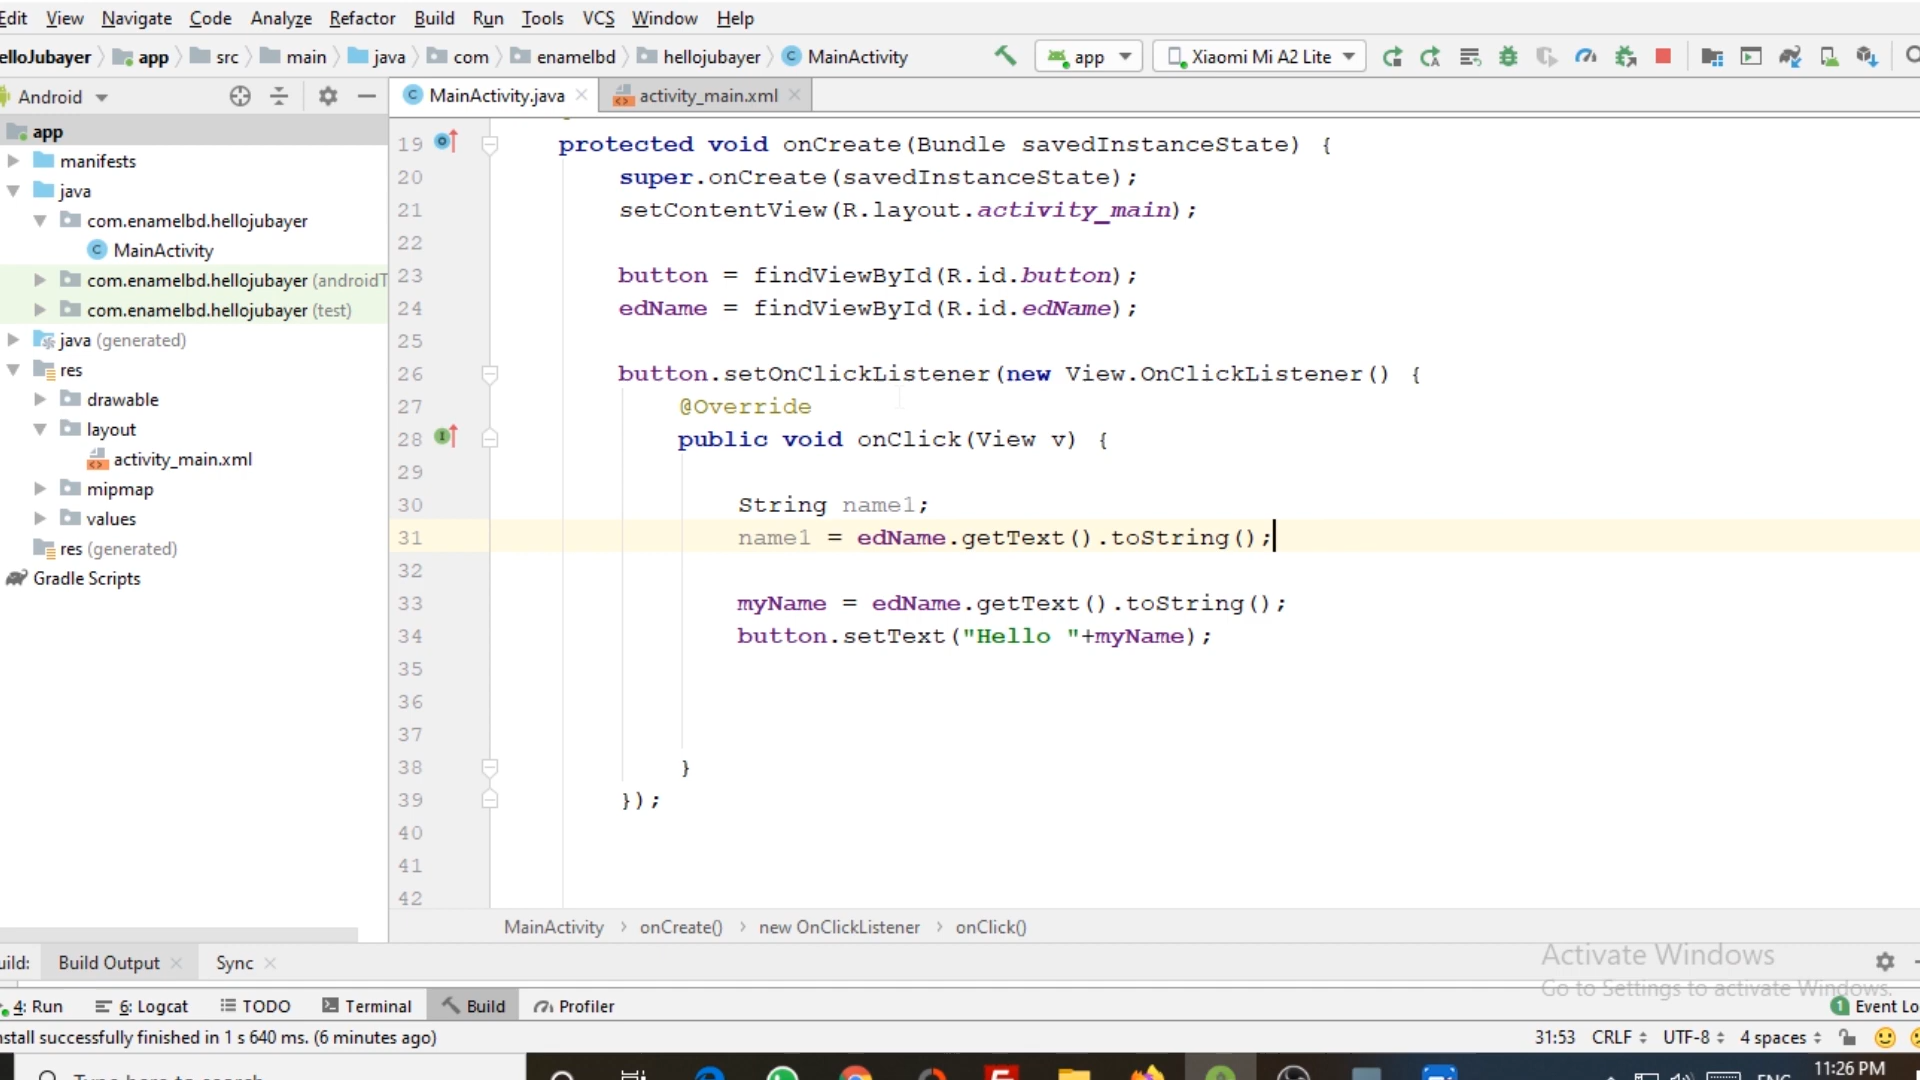 Edit View Navigate Code Analyze Refactor Build Run Tools VCS Window Help
elloJubayer app src main java com enamelbd hellojubayer MainActivity app Xiaomi Mi A2 Lite
Android MainActivity.java activity_main.xml
app
manifests
java
com.enamelbd.hellojubayer
MainActivity
com.enamelbd.hellojubayer (androidT
com.enamelbd.hellojubayer (test)
java (generated)
res
drawable
layout
activity_main.xml
mipmap
values
res (generated)
Gradle Scripts
19 protected void onCreate(Bundle savedInstanceState) {
20 super.onCreate(savedInstanceState);
21 setContentView(R.layout.activity_main);
22
23 button = findViewById(R.id.button);
24 edName = findViewById(R.id.edName);
25
26 button.setOnClickListener(new View.OnClickListener() {
27 @Override
28 public void onClick(View v) {
29
30 String name1;
31 name1 = edName.getText().toString();
32
33 myName = edName.getText().toString();
34 button.setText("Hello "+myName);
35
36
37
38 }
39 });
40
41
42
MainActivity > onCreate() > new OnClickListener > onClick()
uild: Build Output Sync
Activate Windows
Go to Settings to activate Windows.
4: Run 6: Logcat TODO Terminal Build Profiler 1 Event Lo
nstall successfully finished in 1 s 640 ms. (6 minutes ago) 31:53 CRLF UTF-8 4 spaces
Type here to search ENG 11:26 PM